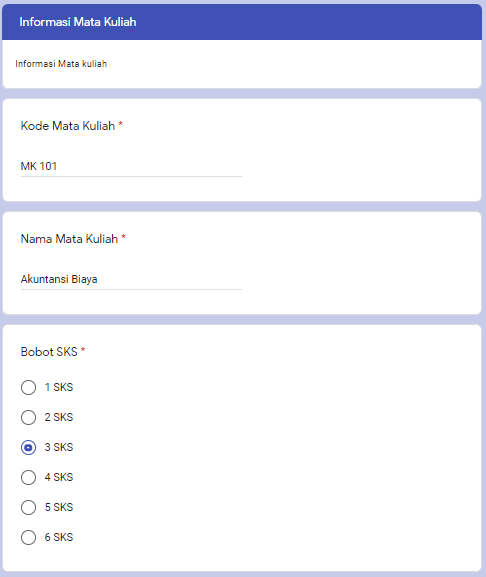 Informasi Mata Kuliah
Informasi Mata kuliah
Kode Mata Kuliah *
MK 101
Nama Mata Kuliah *
Akuntansi Biaya
Bobot SKS *
1 SKS
2 SKS
3 SKS
4 SKS
5 SKS
6 SKS